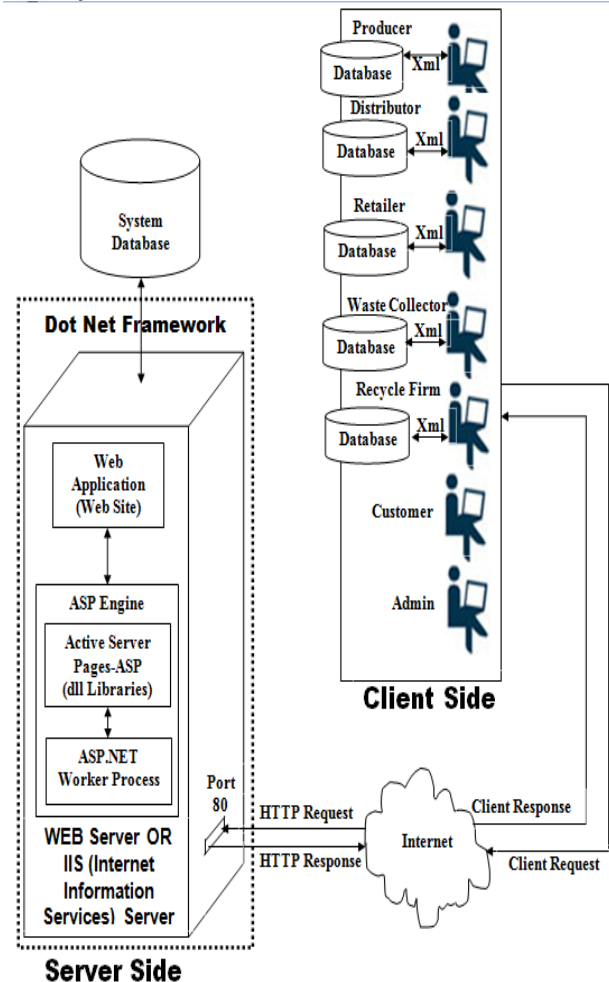 System
Database
Dot Net Framework
Web
Application
(Web Site)
ASP Engine
Active Server
Pages-ASP
(dll Libraries)
ASP.NET
Worker Process
WEB Server OR
IIS (Internet
Information
Services) Server
Server Side
Port
80
HTTP Request
HTTP Response
Internet
Client Response
Client Request
Producer
Database
Xml
Distributor
Database
Xml
Retailer
Database
Xml
Waste Collector
Database
Xml
Recycle Firm
Database
Xml
Customer
Admin
Client Side